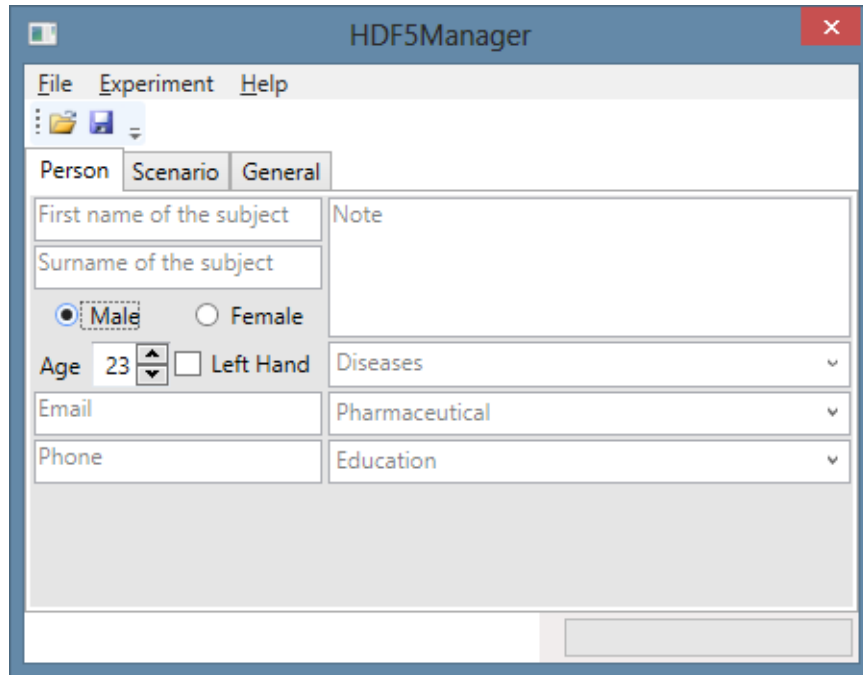 HDF5Manager
File Experiment Help
Person Scenario General
First name of the subject
Note
Surname of the subject
Male Female
Age 23 Left Hand
Diseases
Email
Pharmaceutical
Phone
Education